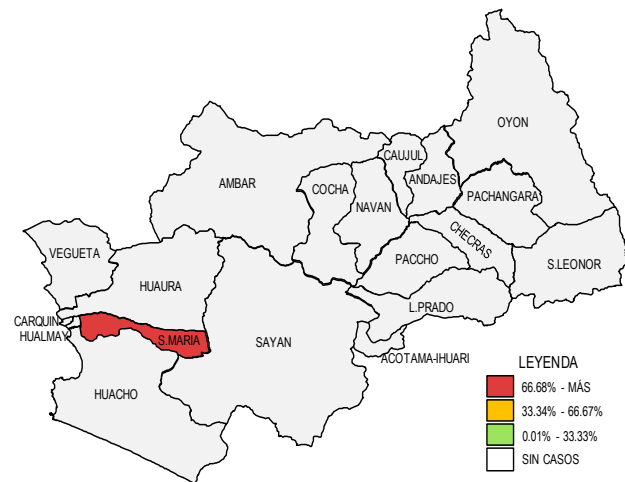 OYON
CAUJUL
ANDAJES
AMBAR
COCHA
NAVAN
PACHANGARA
CHECRAS
VEGUETA
PACCHO
S.LEONOR
HUAURA
L.PRADO
CARQUIN
HUALMAY
S.MARIA
SAYAN
ACOTAMA-IHUARI
HUACHO
LEYENDA
66.68% - MÁS
33.34% - 66.67%
0.01% - 33.33%
SIN CASOS